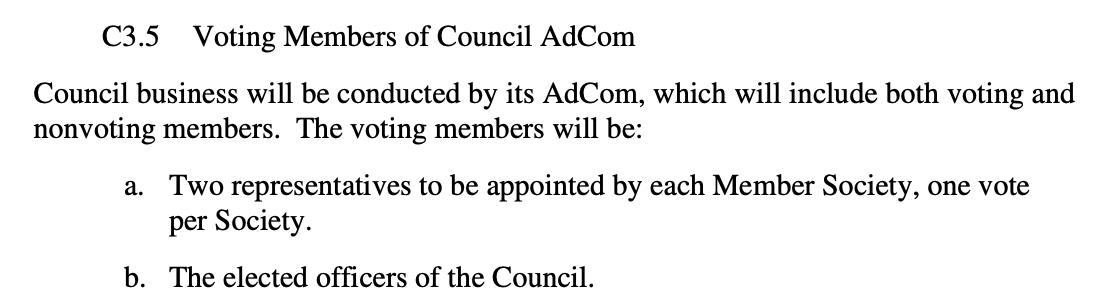 C3.5 Voting Members of Council AdCom
Council business will be conducted by its AdCom, which will include both voting and
nonvoting members. The voting members will be:
a. Two representatives to be appointed by each Member Society, one vote
per Society.
b. The elected officers of the Council.